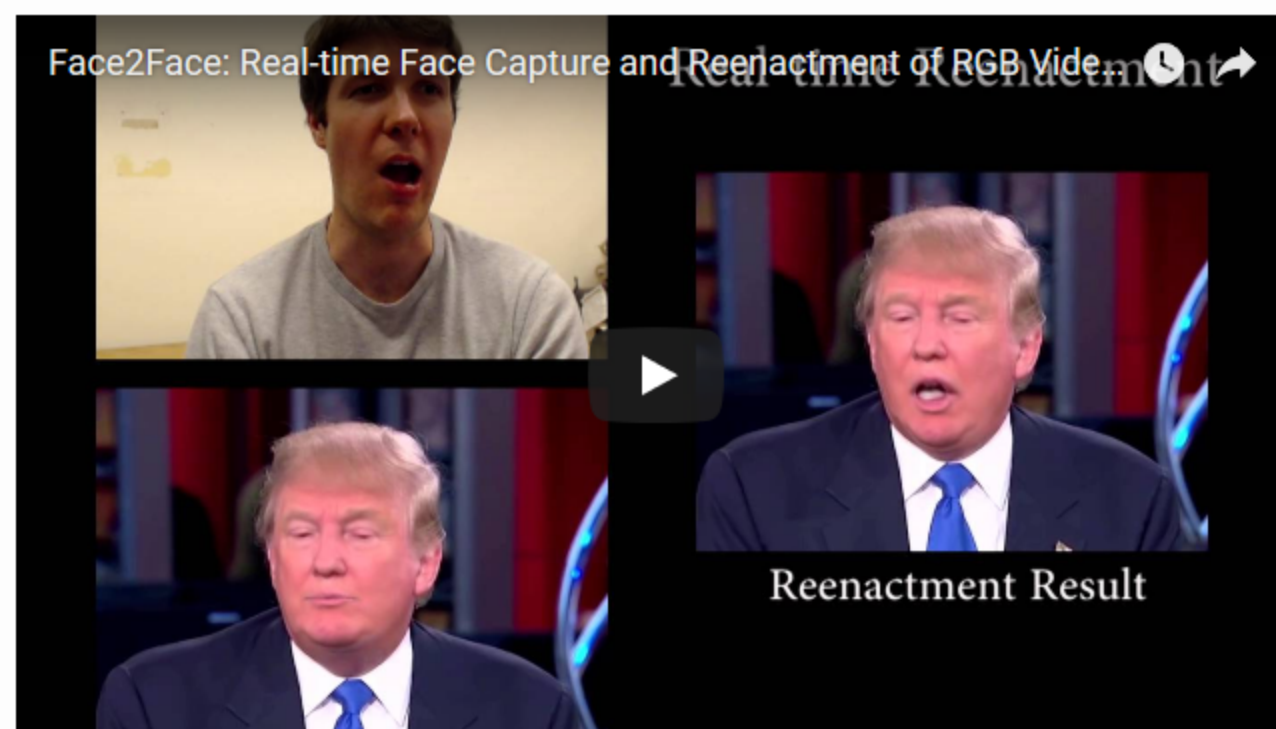 Face2Face: Real-time Face Capture and Reenactment of RGB Vide...
Real-time Reenactment
Reenactment Result